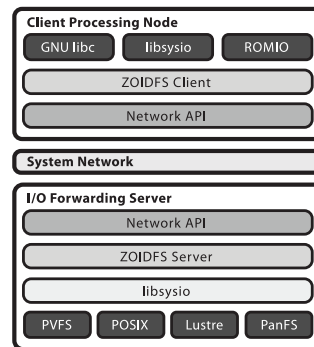 Client Processing Node
GNU libc libsysio ROMIO
ZOIDFS Client
Network API
System Network
I/O Forwarding Server
Network API
ZOIDFS Server
libsysio
PVFS POSIX Lustre PanFS